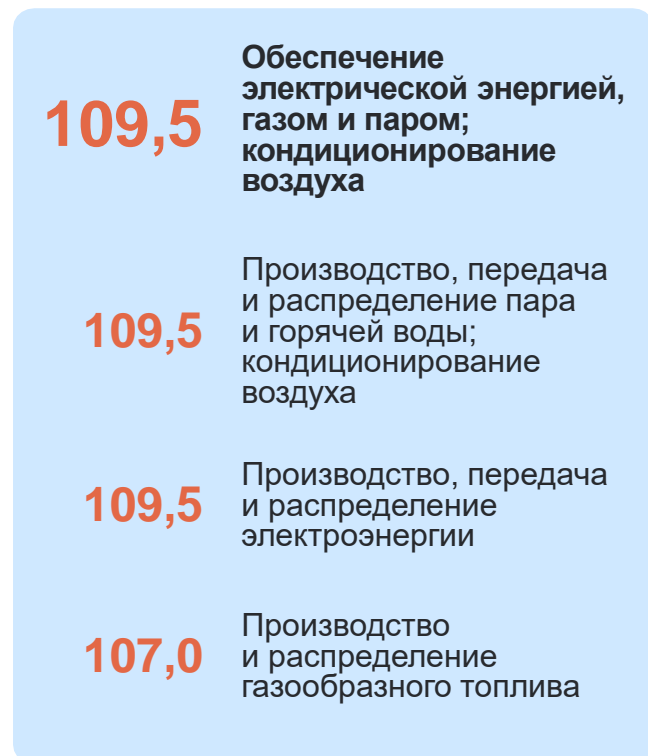 109,5
Обеспечение
электрической энергией,
газом и паром;
кондиционирование
воздуха
109,5
Производство, передача
и распределение пара
и горячей воды;
кондиционирование
воздуха
109,5
Производство, передача
и распределение
электроэнергии
107,0
Производство
и распределение
газообразного топлива